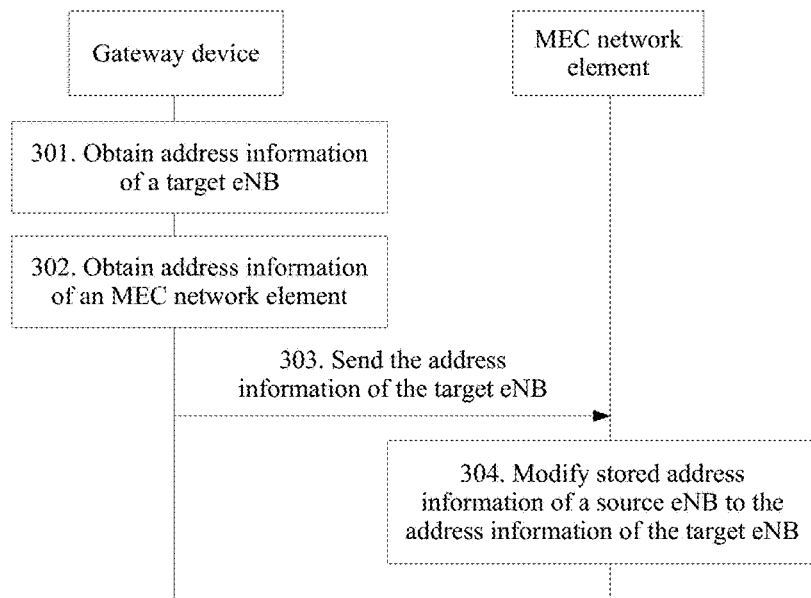 Gateway device
MEC network
element
301. Obtain address information
of a target eNB
302. Obtain address information
of an MEC network element
303. Send the address
information of the target eNB
304. Modify stored address
information of a source eNB to the
address information of the target eNB